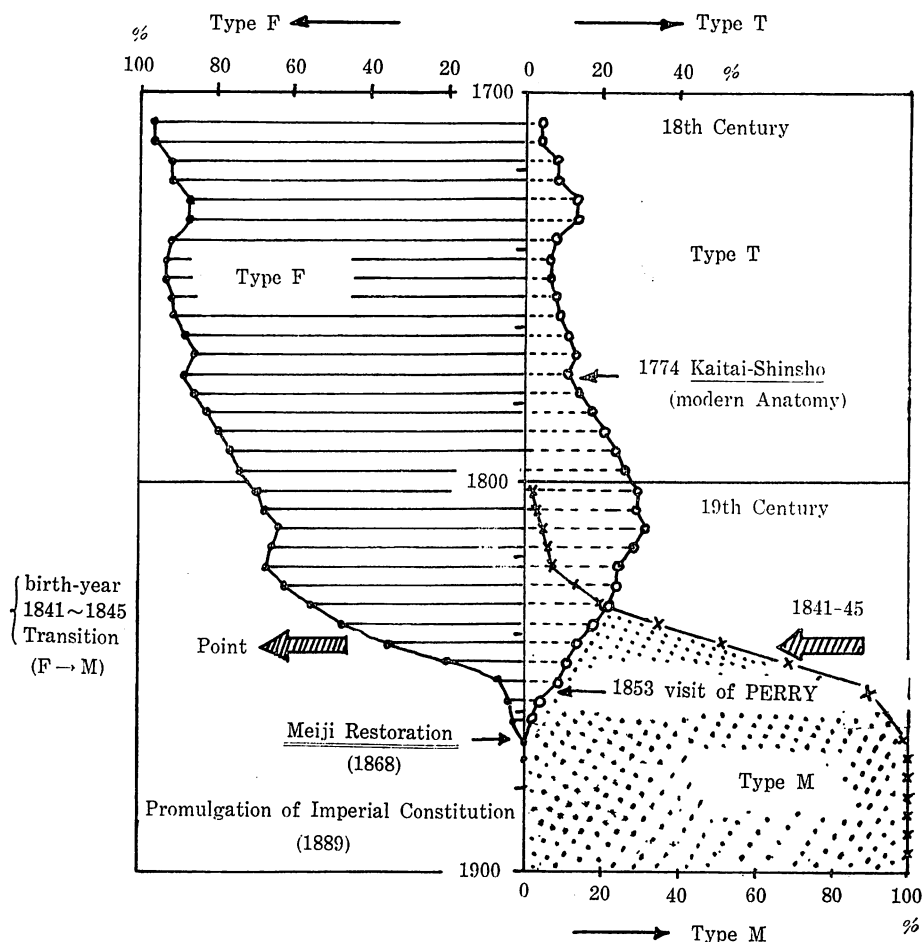 Type F
Type T
%
100 80 60 40 20
0 20 40 %
1700
18th Century
Type F
Type T
1774 Kaitai-Shinsho
(modern Anatomy)
1800
19th Century
birth-year
1841~1845
Transition
(F→M)
Point
1841-45
1853 visit of PERRY
Meiji Restoration
(1868)
Type M
Promulgation of Imperial Constitution
(1889)
1900
0 20 40 60 80 100
%
Type M